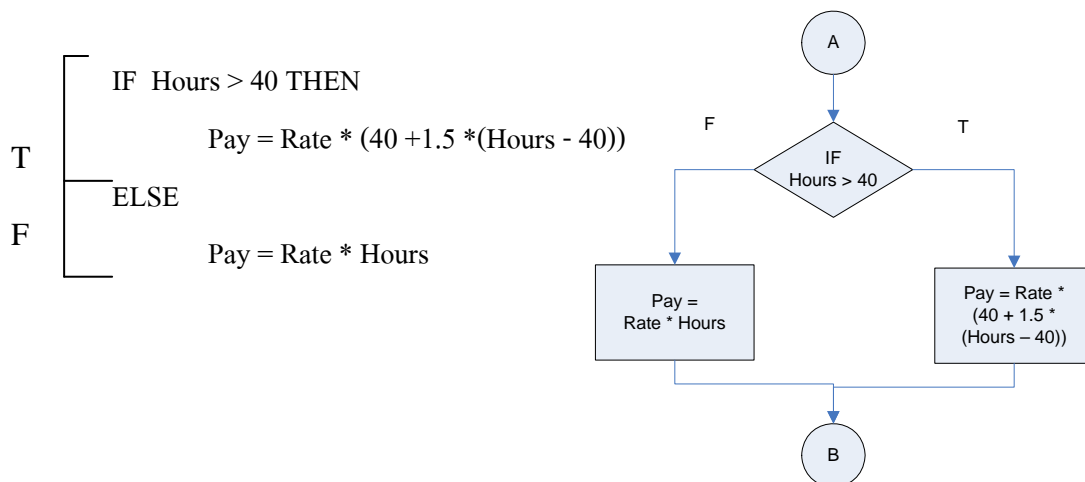 T
F
IF Hours > 40 THEN
Pay = Rate * (40 +1.5 *(Hours - 40))
ELSE
Pay = Rate * Hours
A
F
T
IF
Hours > 40
Pay =
Rate * Hours
Pay = Rate *
(40 + 1.5 *
(Hours – 40))
B